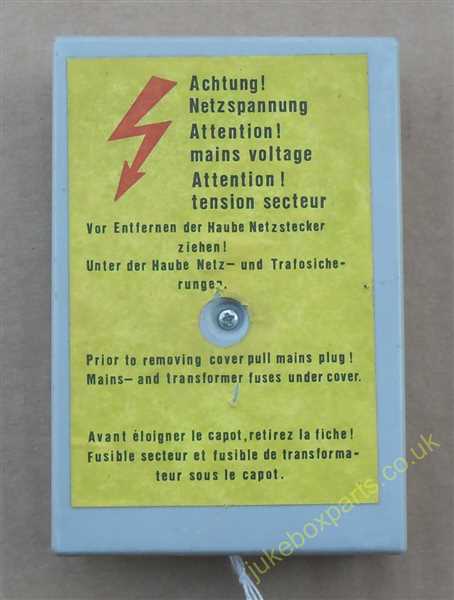 Achtung!
Netzspannung
Attention!
mains voltage
Attention!
tension secteur
Vor Entfernen der Haube Netzstecker
ziehen!
Unter der Haube Netz- und Trafosiche-
rungen.
Prior to removing cover pull mains plug!
Mains- and transformer fuses under cover.
Avant éloigner le capot, retirez la fiche!
Fusible secteur et fusible de transforma-
teur sous le capot.
jukeboxparts.co.uk